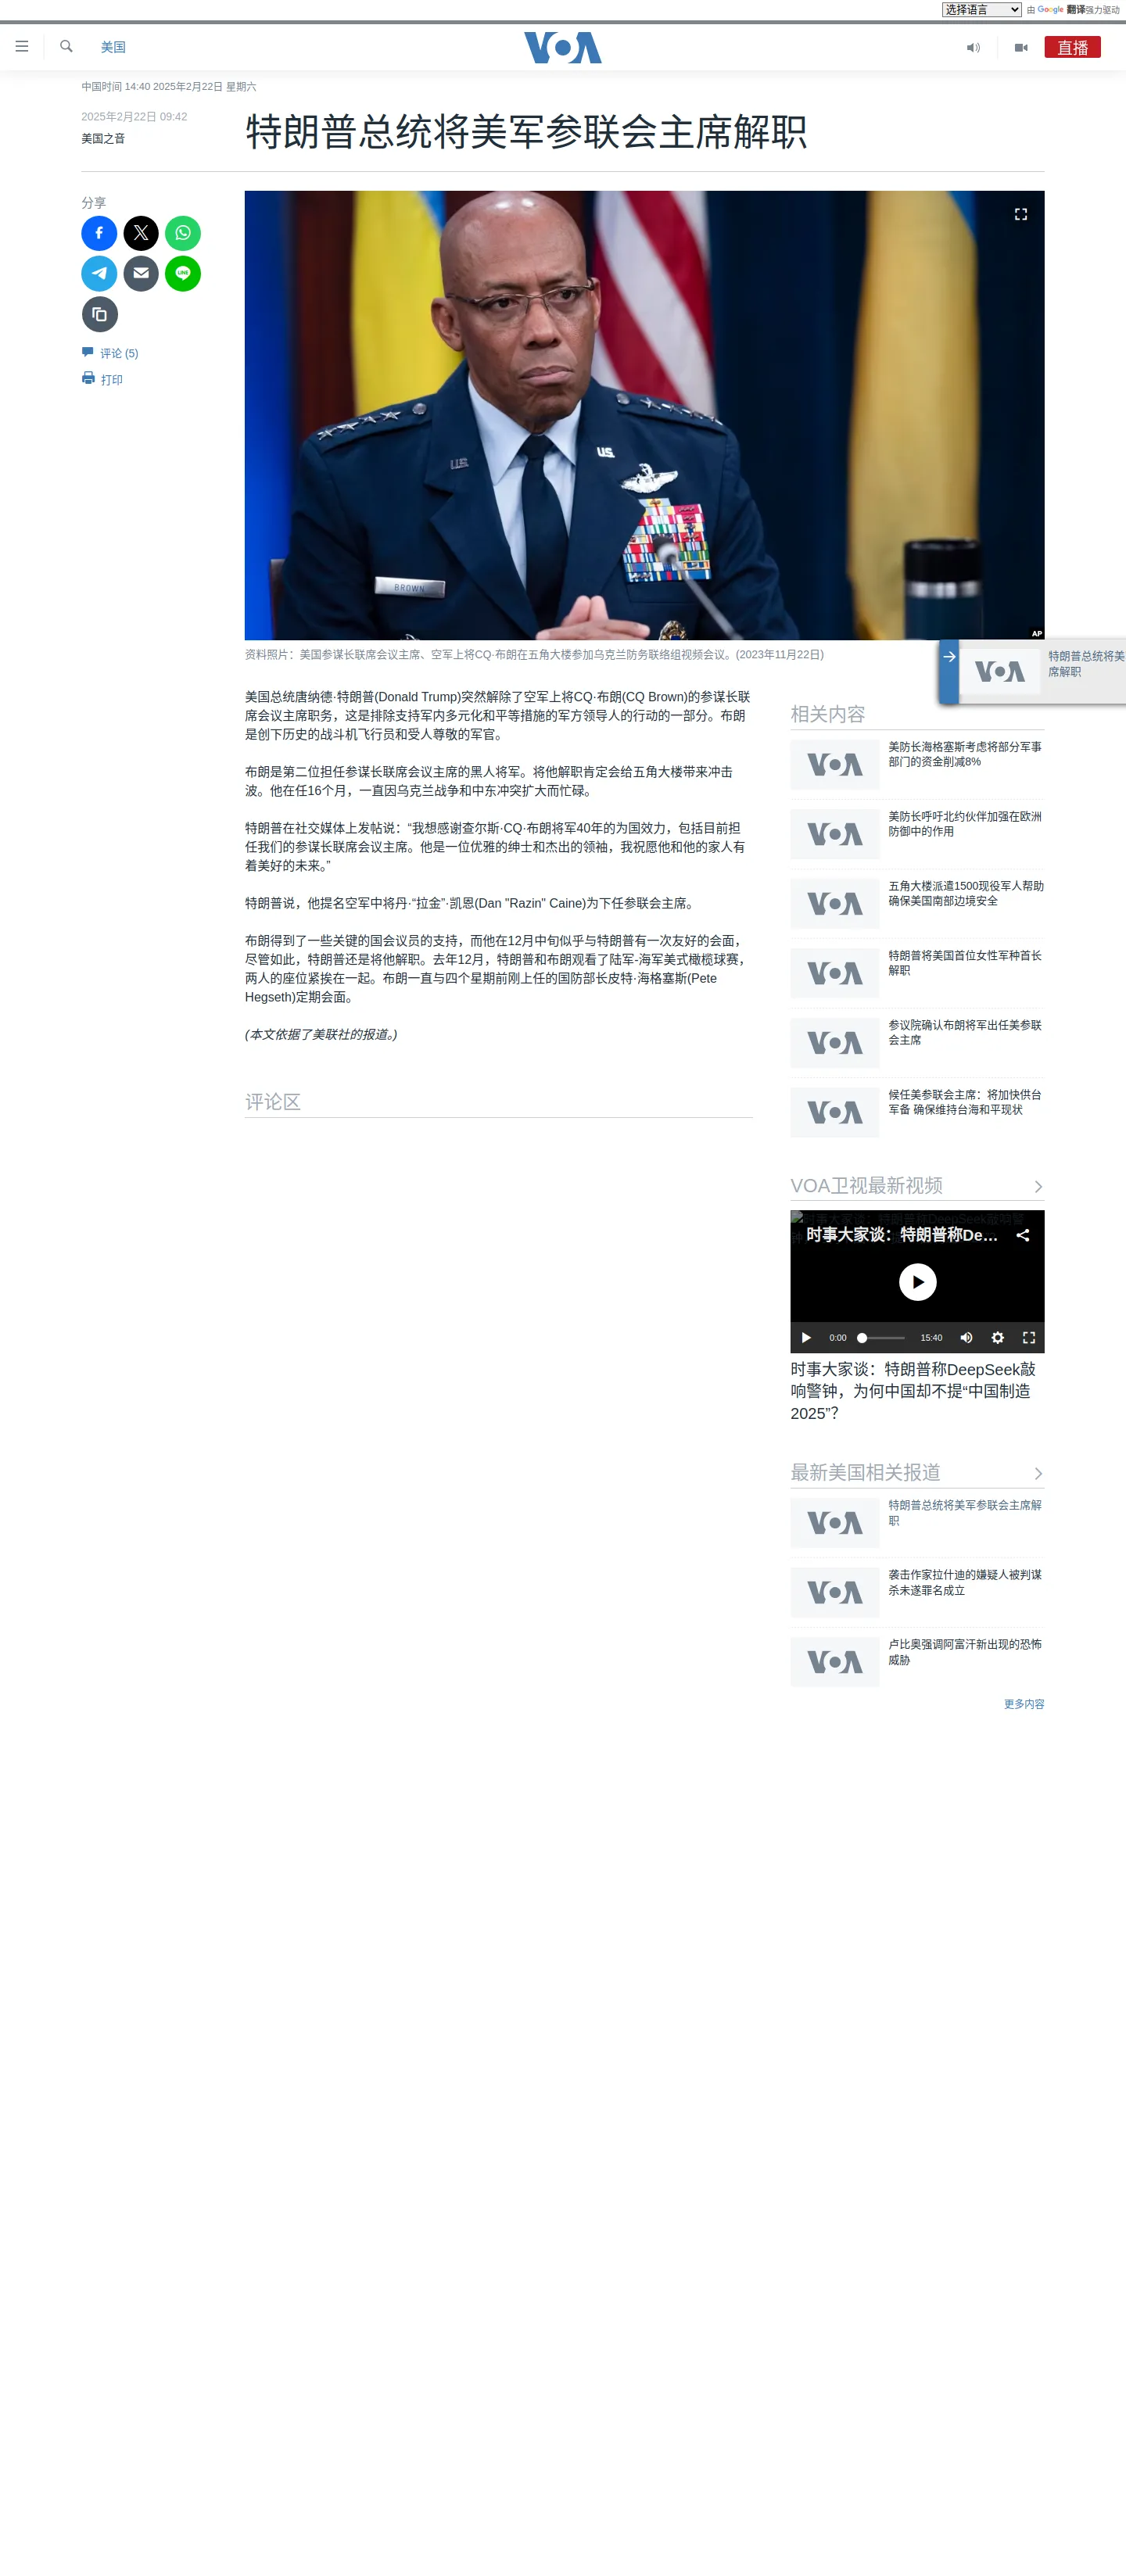 选择语言
由 Google 翻译强力驱动
美国
VOA
直播
中国时间 14:40 2025年2月22日 星期六
2025年2月22日 09:42
美国之音
特朗普总统将美军参联会主席解职
分享
LINE
评论 (5)
打印
U.S.
U.S.
BROWN
AP
资料照片：美国参谋长联席会议主席、空军上将CQ·布朗在五角大楼参加乌克兰防务联络组视频会议。(2023年11月22日)
VOA
特朗普总统将美
席解职
美国总统唐纳德·特朗普(Donald Trump)突然解除了空军上将CQ·布朗(CQ Brown)的参谋长联
席会议主席职务，这是排除支持军内多元化和平等措施的军方领导人的行动的一部分。布朗
是创下历史的战斗机飞行员和受人尊敬的军官。
布朗是第二位担任参谋长联席会议主席的黑人将军。将他解职肯定会给五角大楼带来冲击
波。他在任16个月，一直因乌克兰战争和中东冲突扩大而忙碌。
特朗普在社交媒体上发帖说：“我想感谢查尔斯·CQ·布朗将军40年的为国效力，包括目前担
任我们的参谋长联席会议主席。他是一位优雅的绅士和杰出的领袖，我祝愿他和他的家人有
着美好的未来。”
特朗普说，他提名空军中将丹·“拉金”·凯恩(Dan "Razin" Caine)为下任参联会主席。
布朗得到了一些关键的国会议员的支持，而他在12月中旬似乎与特朗普有一次友好的会面，
尽管如此，特朗普还是将他解职。去年12月，特朗普和布朗观看了陆军-海军美式橄榄球赛，
两人的座位紧挨在一起。布朗一直与四个星期前刚上任的国防部长皮特·海格塞斯(Pete
Hegseth)定期会面。
(本文依据了美联社的报道。)
评论区
相关内容
VOA
美防长海格塞斯考虑将部分军事
部门的资金削减8%
VOA
美防长呼吁北约伙伴加强在欧洲
防御中的作用
VOA
五角大楼派遣1500现役军人帮助
确保美国南部边境安全
VOA
特朗普将美国首位女性军种首长
解职
VOA
参议院确认布朗将军出任美参联
会主席
VOA
候任美参联会主席：将加快供台
军备 确保维持台海和平现状
VOA卫视最新视频
时事大家谈：特朗普称De...
0:00
15:40
时事大家谈：特朗普称DeepSeek敲
响警钟，为何中国却不提“中国制造
2025”？
最新美国相关报道
VOA
特朗普总统将美军参联会主席解
职
VOA
袭击作家拉什迪的嫌疑人被判谋
杀未遂罪名成立
VOA
卢比奥强调阿富汗新出现的恐怖
威胁
更多内容